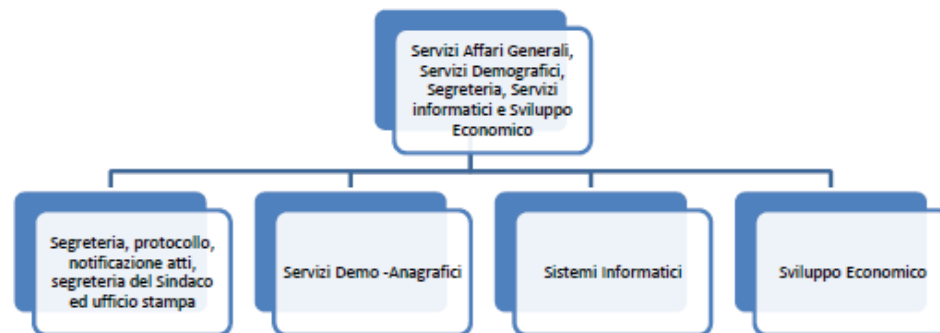 Servizi Affari Generali,
Servizi Demografici,
Segreteria, Servizi
informatici e Sviluppo
Economico
Segreteria, protocollo,
notificazione atti,
segreteria del Sindaco
ed ufficio stampa
Servizi Demo -Anagrafici
Sistemi Informatici
Sviluppo Economico